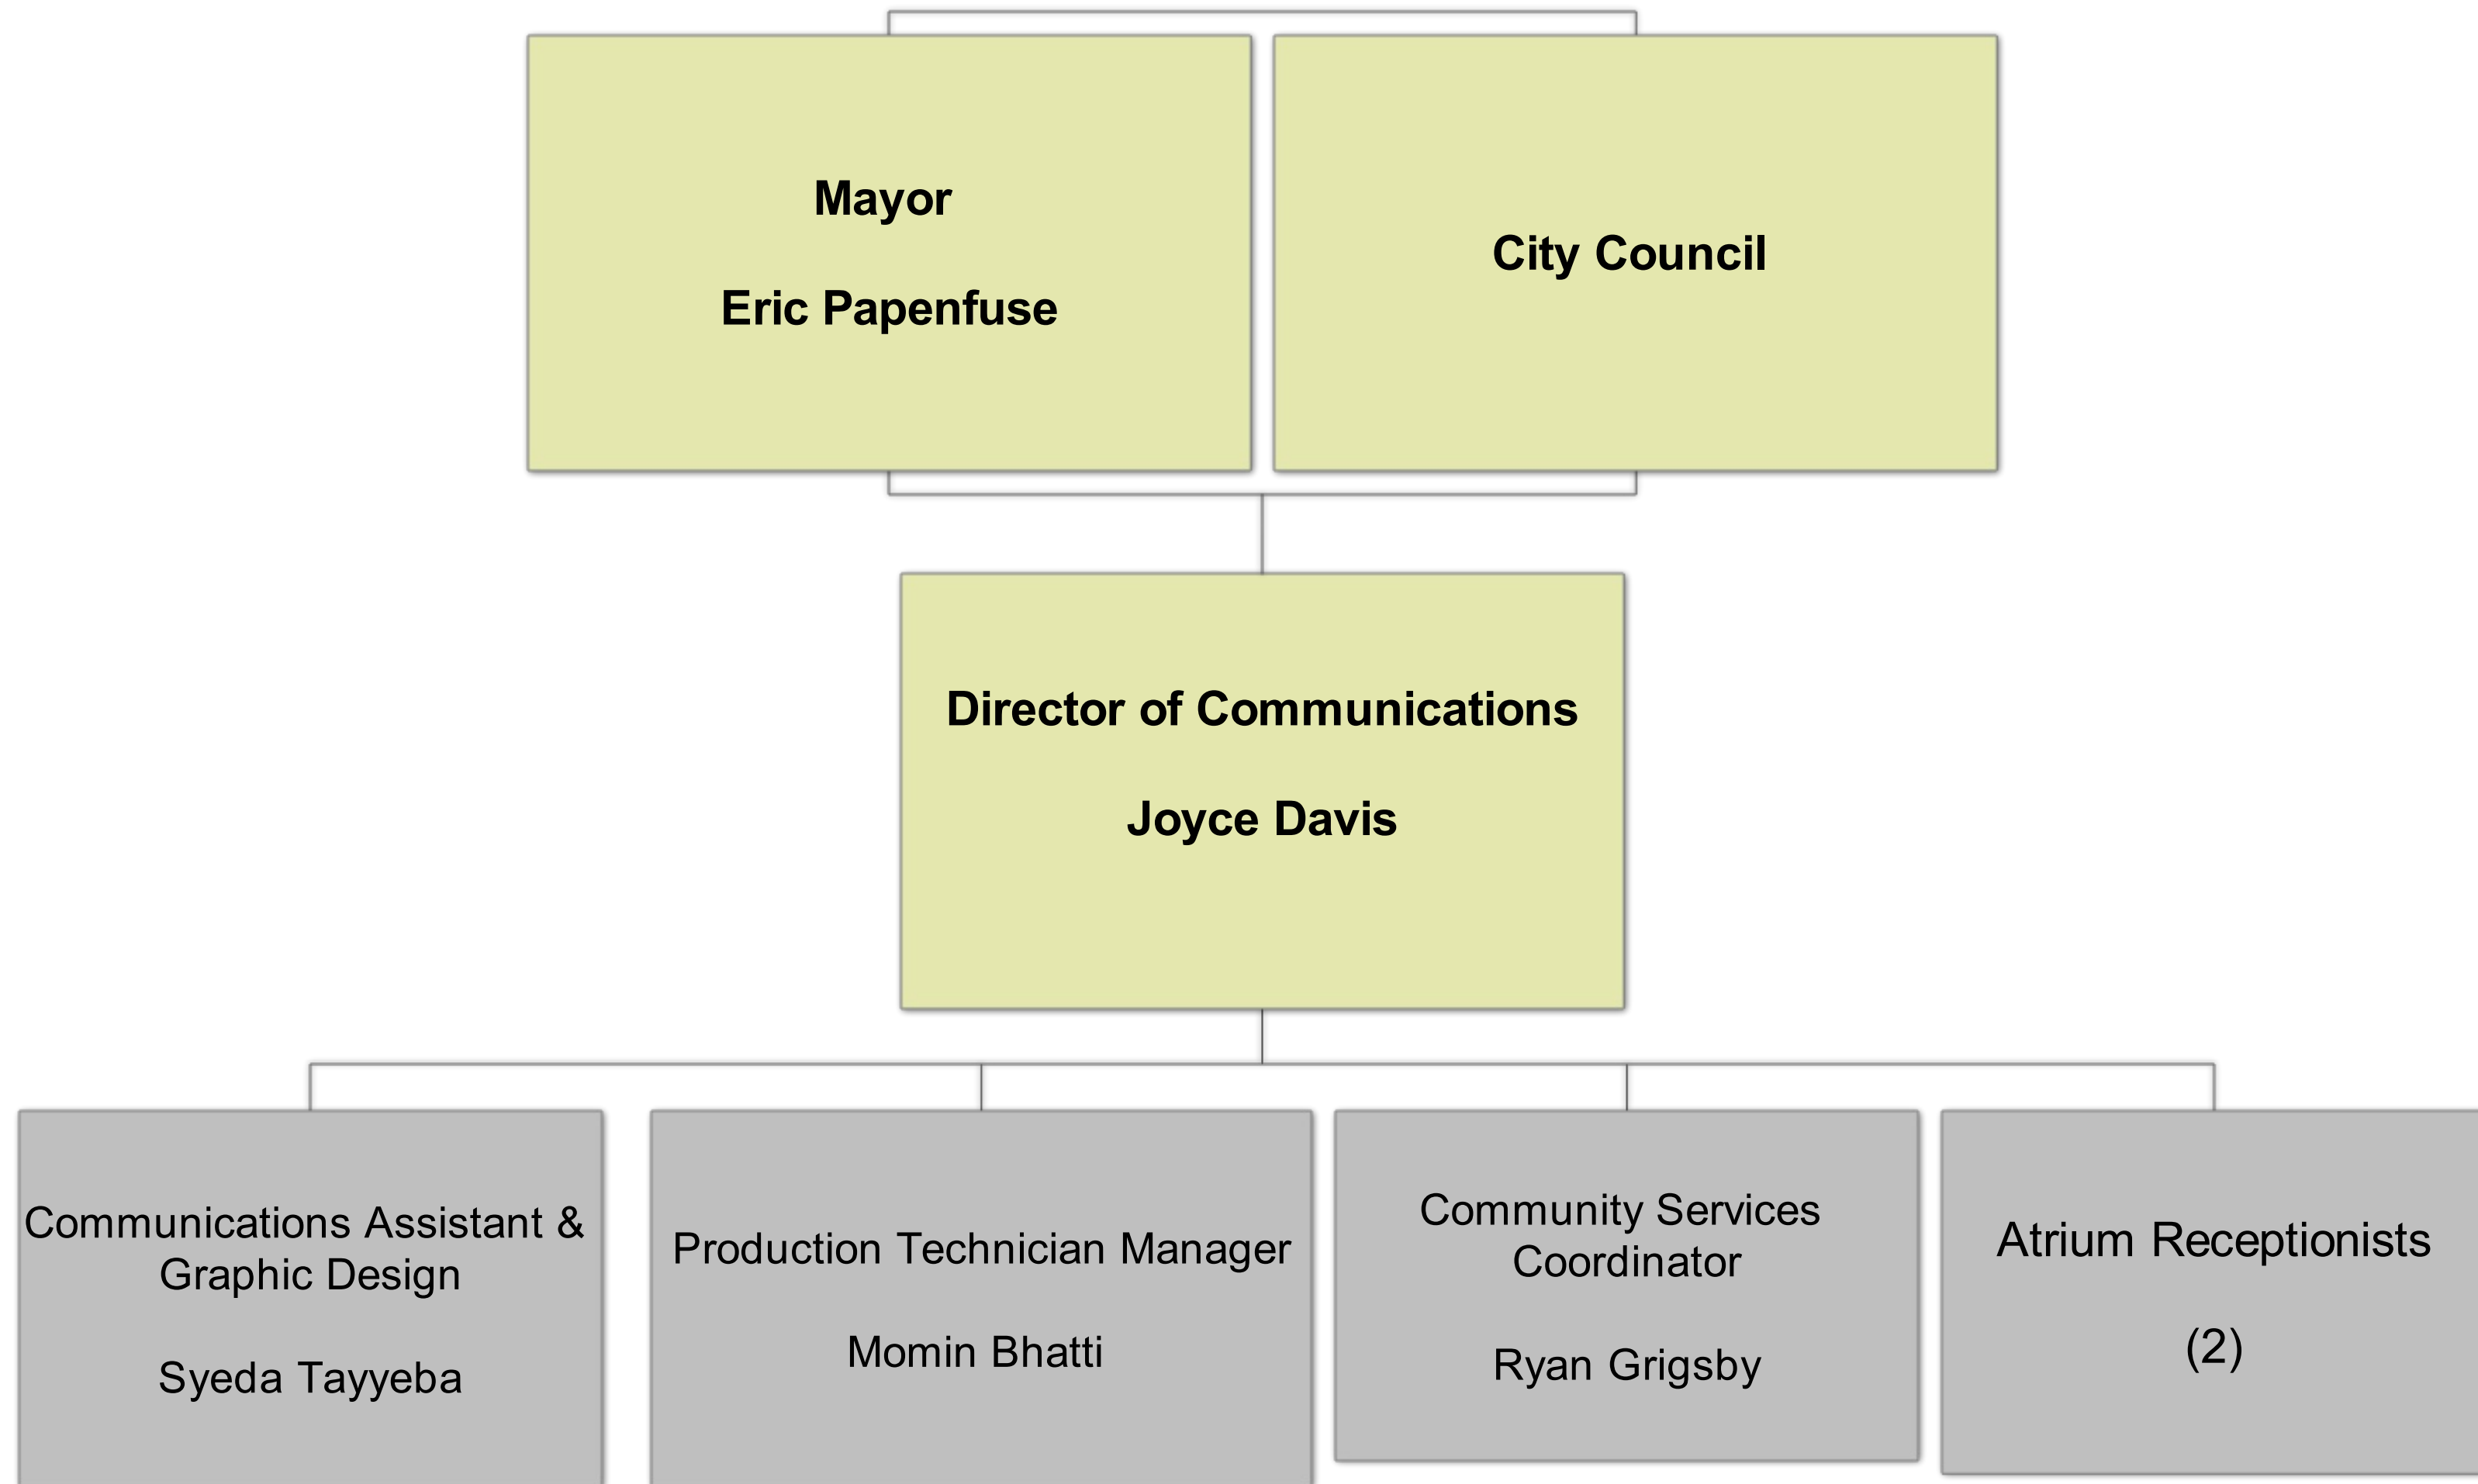 Mayor
Eric Papenfuse
City Council
Director of Communications
Joyce Davis
Communications Assistant &
Graphic Design
Syeda Tayyeba
Production Technician Manager
Momin Bhatti
Community Services
Coordinator
Ryan Grigsby
Atrium Receptionists
(2)